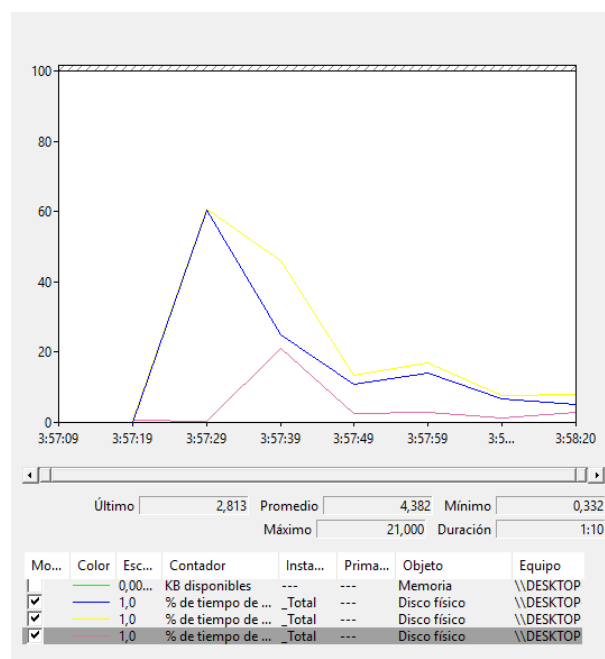 100
80
60
40
20
0
3:57:09 3:57:19 3:57:29 3:57:39 3:57:49 3:57:59 3:5... 3:58:20
Último 2,813 Promedio 4,382 Mínimo 0,332
Máximo 21,000 Duración 1:10
Mo... Color Esc... Contador Insta... Prima... Objeto Equipo
0,00... KB disponibles --- --- Memoria \\DESKTOP
1,0 % de tiempo de ... _Total --- Disco físico \\DESKTOP
1,0 % de tiempo de ... _Total --- Disco físico \\DESKTOP
1,0 % de tiempo de ... _Total --- Disco físico \\DESKTOP